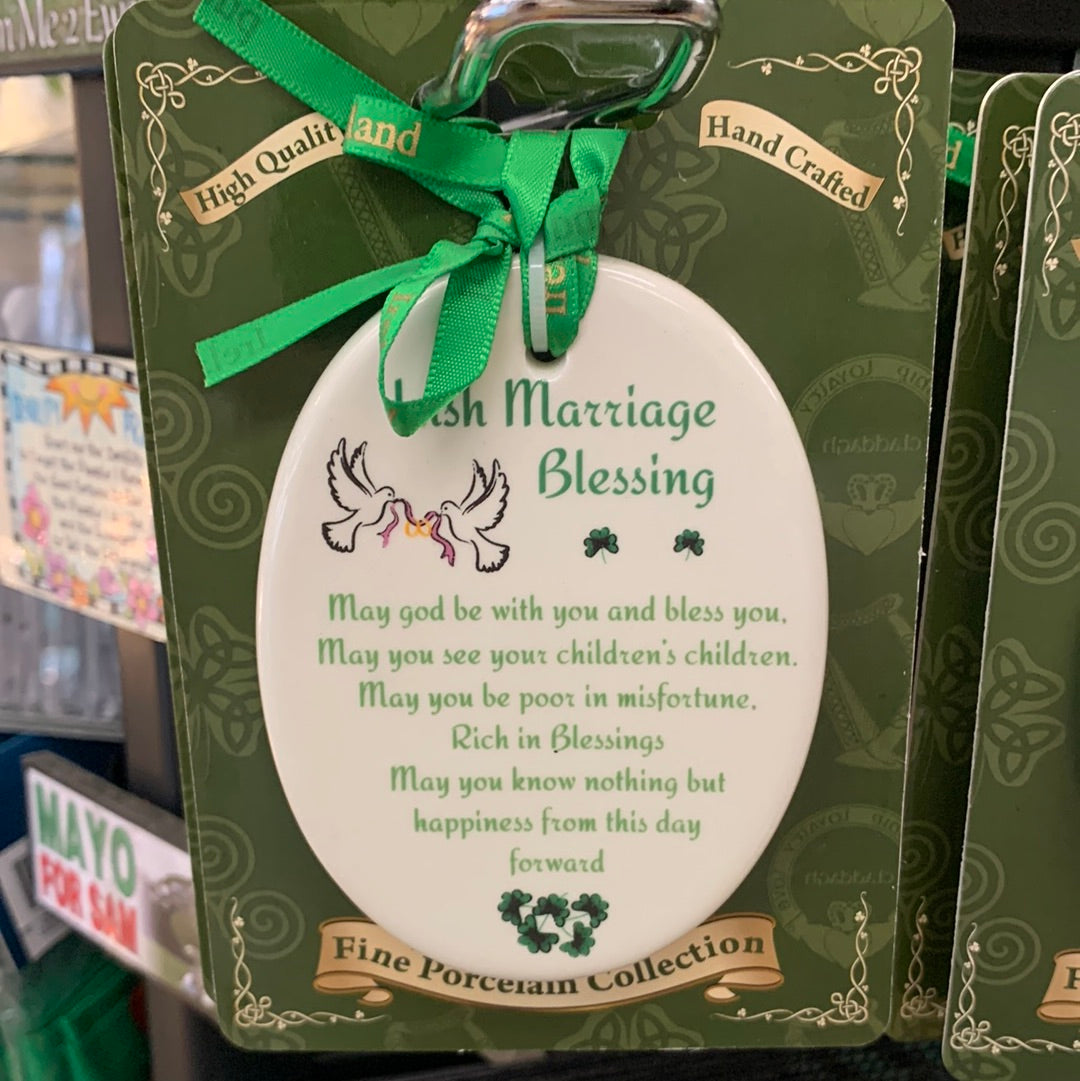 High Qualit
land
Hand Crafted
Irel
Irish Marriage
Blessing
May god be with you and bless you,
May you see your children's children.
May you be poor in misfortune,
Rich in Blessings
May you know nothing but
happiness from this day
forward
Fine Porcelain Collection
MAYO
FOR SAM